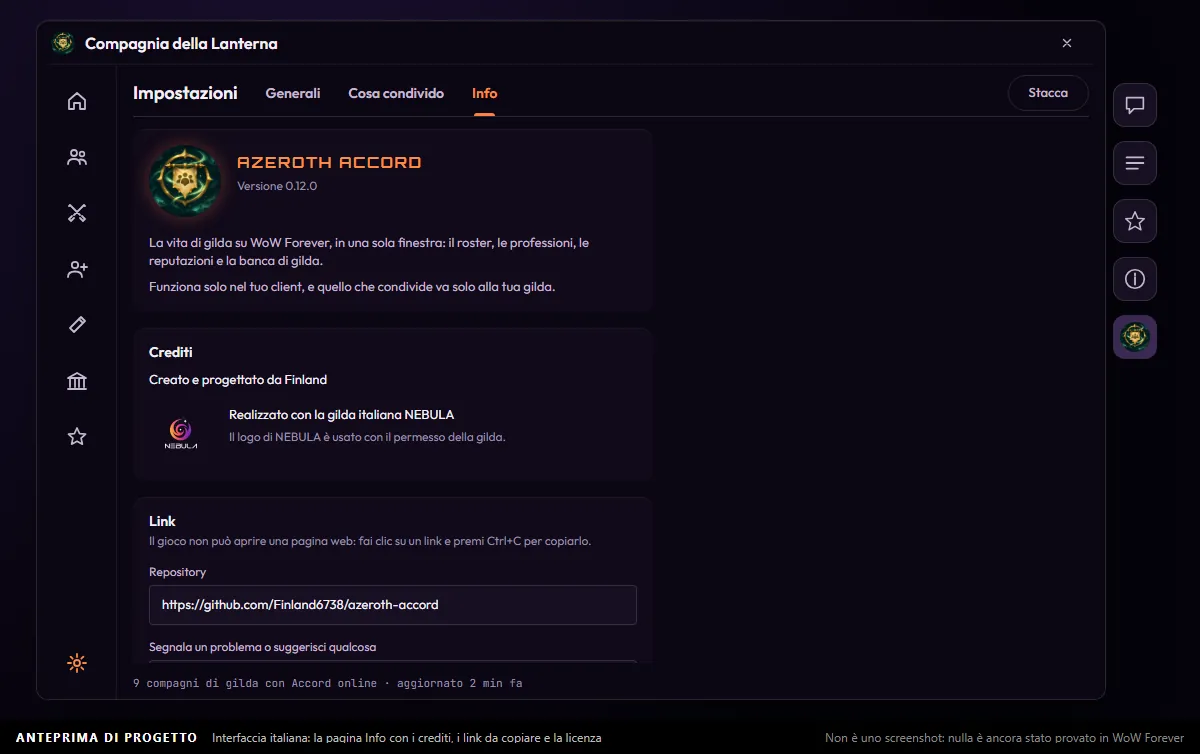 Compagnia della Lanterna
Impostazioni
Generali
Cosa condivido
Info
Stacca
AZEROTH ACCORD
Versione 0.12.0
La vita di gilda su WoW Forever, in una sola finestra: il roster, le professioni, le
reputazioni e la banca di gilda.
Funziona solo nel tuo client, e quello che condivide va solo alla tua gilda.
Crediti
Creato e progettato da Finland
NEBULA
Realizzato con la gilda italiana NEBULA
Il logo di NEBULA è usato con il permesso della gilda.
Link
Il gioco non può aprire una pagina web: fai clic su un link e premi Ctrl+C per copiarlo.
Repository
https://github.com/Finland6738/azeroth-accord
Segnala un problema o suggerisci qualcosa
9 compagni di gilda con Accord online · aggiornato 2 min fa
ANTEPRIMA DI PROGETTO
Interfaccia italiana: la pagina Info con i crediti, i link da copiare e la licenza
Non è uno screenshot: nulla è ancora stato provato in WoW Forever